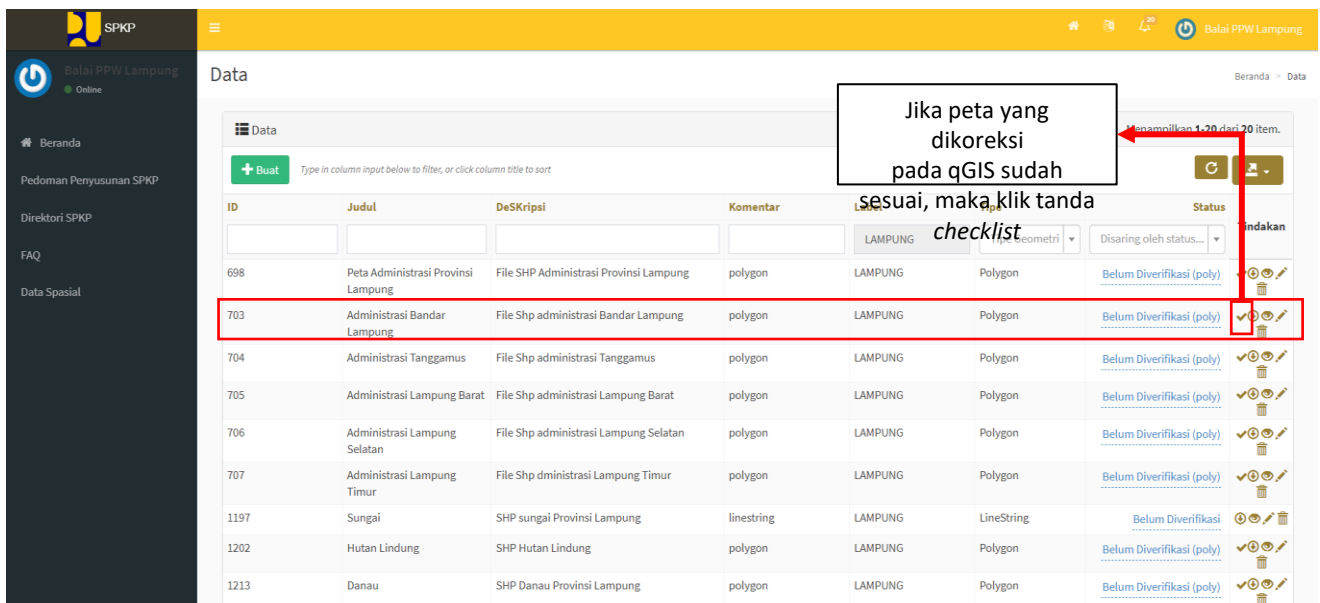 SPKP
20
Balai PPW Lampung
Balai PPW Lampung
Online
Data
Beranda > Data
Beranda
Pedoman Penyusunan SPKP
Direktori SPKP
FAQ
Data Spasial
Jika peta yang
dikoreksi
pada qGIS sudah
sesuai, maka klik tanda
checklist
Data
Menampilkan 1-20 dari 20 item.
Buat
Type in column input below to filter, or click column title to sort
ID Judul DeSKripsi Komentar Label Tipe Status Tindakan
LAMPUNG Tipe Geometri Disaring oleh status...
698 Peta Administrasi Provinsi File SHP Administrasi Provinsi Lampung polygon LAMPUNG Polygon Belum Diverifikasi (poly)
Lampung
703 Administrasi Bandar File Shp administrasi Bandar Lampung polygon LAMPUNG Polygon Belum Diverifikasi (poly)
Lampung
704 Administrasi Tanggamus File Shp administrasi Tanggamus polygon LAMPUNG Polygon Belum Diverifikasi (poly)
705 Administrasi Lampung Barat File Shp administrasi Lampung Barat polygon LAMPUNG Polygon Belum Diverifikasi (poly)
706 Administrasi Lampung File Shp administrasi Lampung Selatan polygon LAMPUNG Polygon Belum Diverifikasi (poly)
Selatan
707 Administrasi Lampung File Shp dministrasi Lampung Timur polygon LAMPUNG Polygon Belum Diverifikasi (poly)
Timur
1197 Sungai SHP sungai Provinsi Lampung linestring LAMPUNG LineString Belum Diverifikasi
1202 Hutan Lindung SHP Hutan Lindung polygon LAMPUNG Polygon Belum Diverifikasi (poly)
1213 Danau SHP Danau Provinsi Lampung polygon LAMPUNG Polygon Belum Diverifikasi (poly)